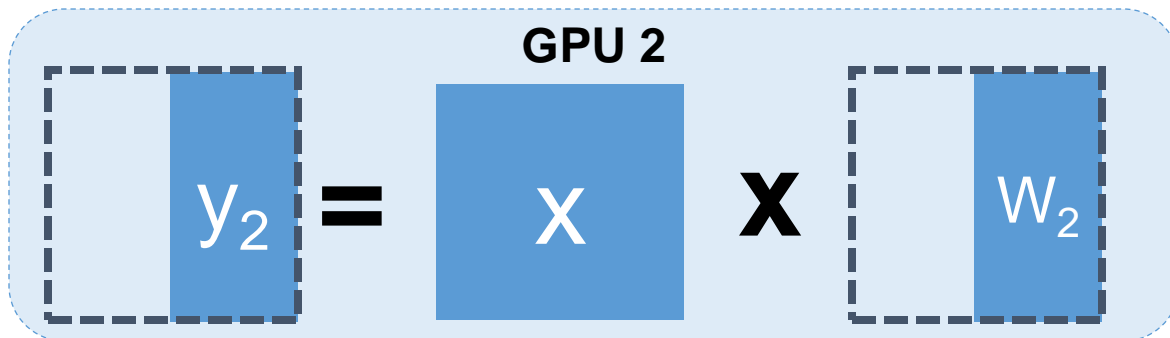 GPU 2
y₂ = x x W₂